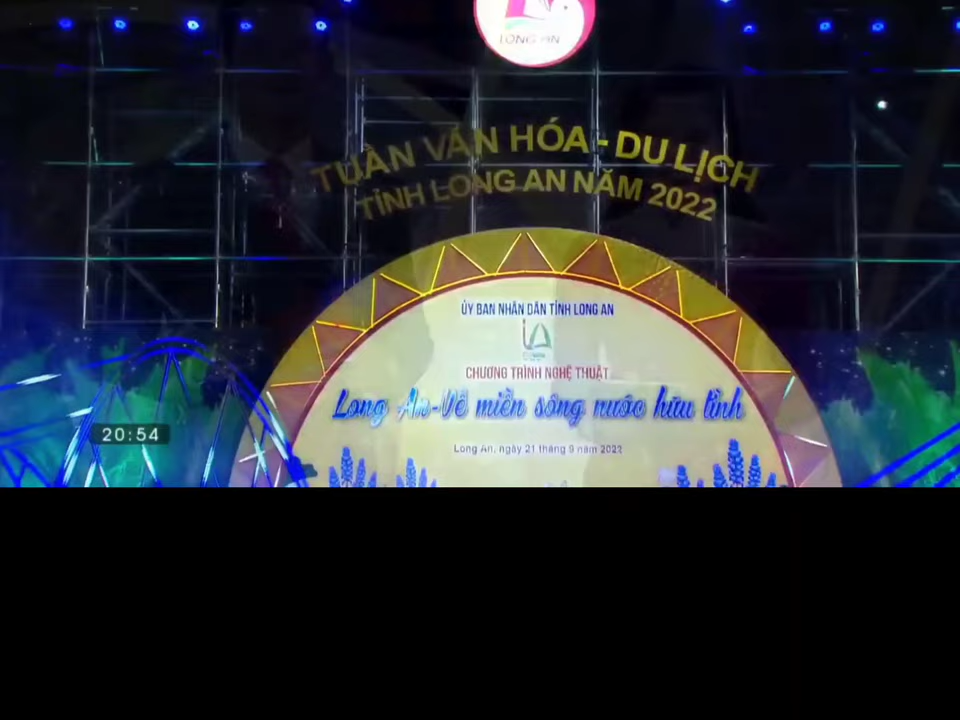 LONG AN
TUẦN VĂN HÓA - DU LỊCH
TỈNH LONG AN NĂM 2022
ỦY BAN NHÂN DÂN TỈNH LONG AN
CHƯƠNG TRÌNH NGHỆ THUẬT
Long An-Về miền sông nước hữu tình
Long An, ngày 21 tháng 9 năm 2022
20:54